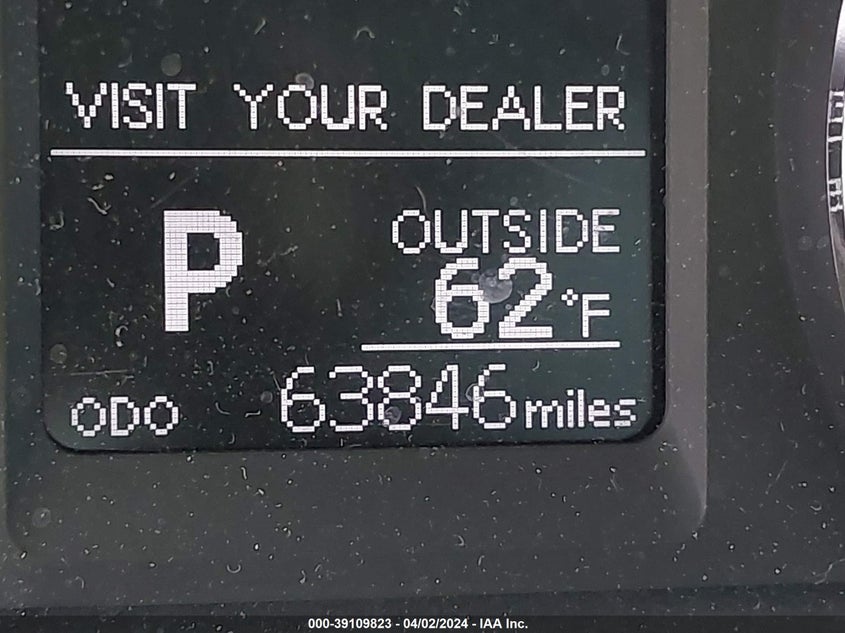 VISIT YOUR DEALER
P
OUTSIDE
62°F
ODO 63846 miles
000-39109823 - 04/02/2024 - IAA Inc.